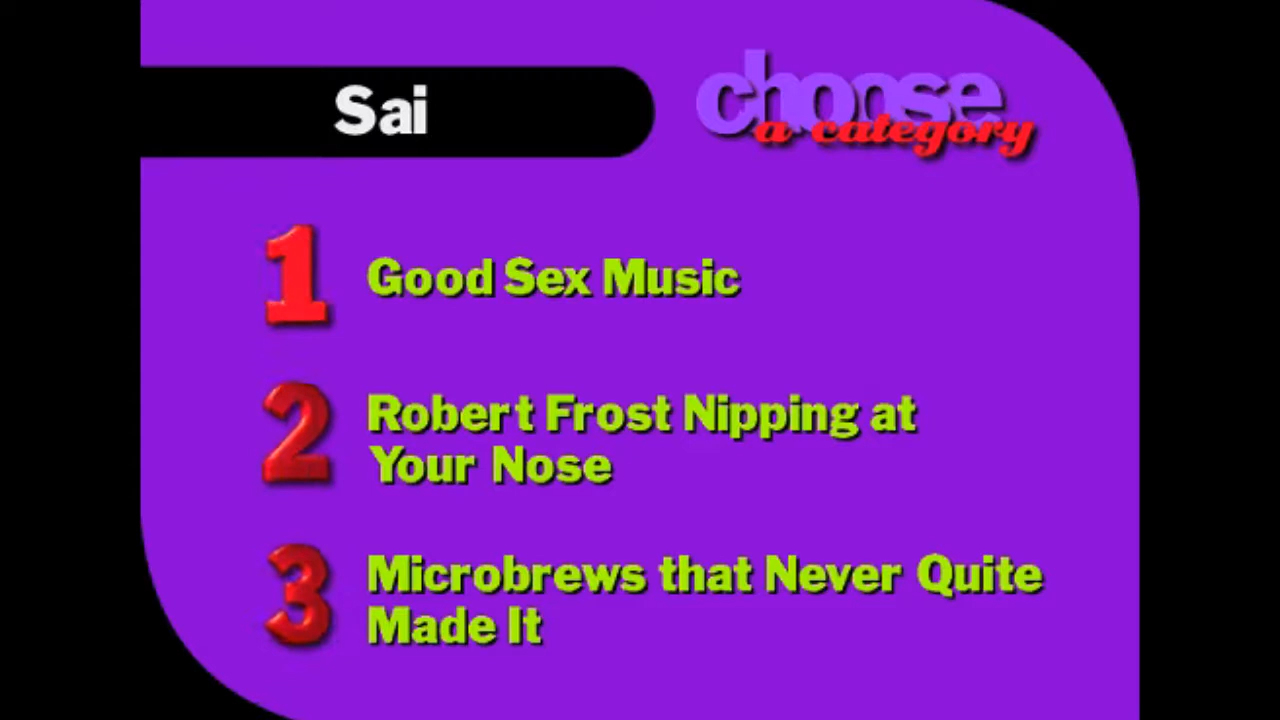 Sai
choose
a category
1 Good Sex Music
2 Robert Frost Nipping at
Your Nose
3 Microbrews that Never Quite
Made It